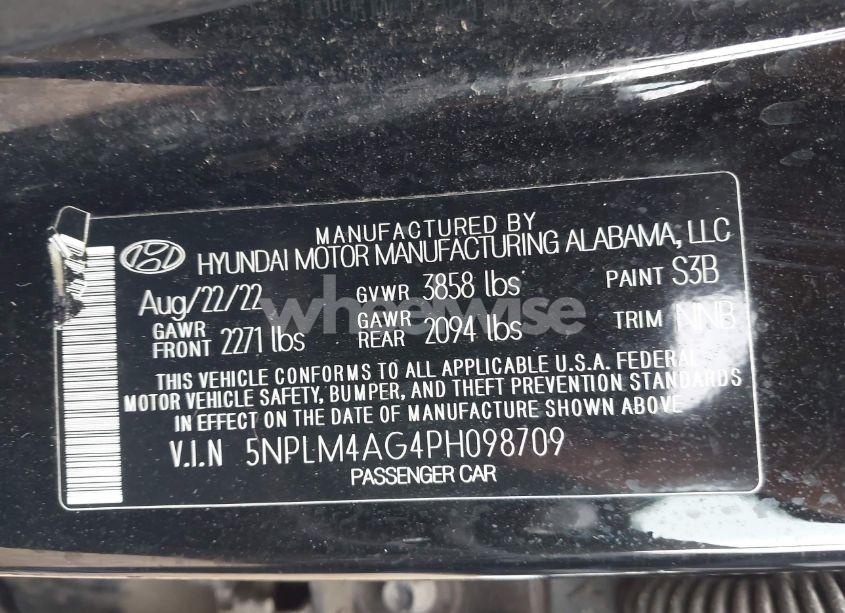 MANUFACTURED BY
HYUNDAI MOTOR MANUFACTURING ALABAMA, LLC
Aug/22/22 GVWR 3858 lbs PAINT S3B
GAWR FRONT 2271 lbs GAWR REAR 2094 lbs TRIM NNB
wheelwise
THIS VEHICLE CONFORMS TO ALL APPLICABLE U.S.A. FEDERAL
MOTOR VEHICLE SAFETY, BUMPER, AND THEFT PREVENTION STANDARDS
IN EFFECT ON THE DATE OF MANUFACTURE SHOWN ABOVE
V.I.N 5NPLM4AG4PH098709
PASSENGER CAR